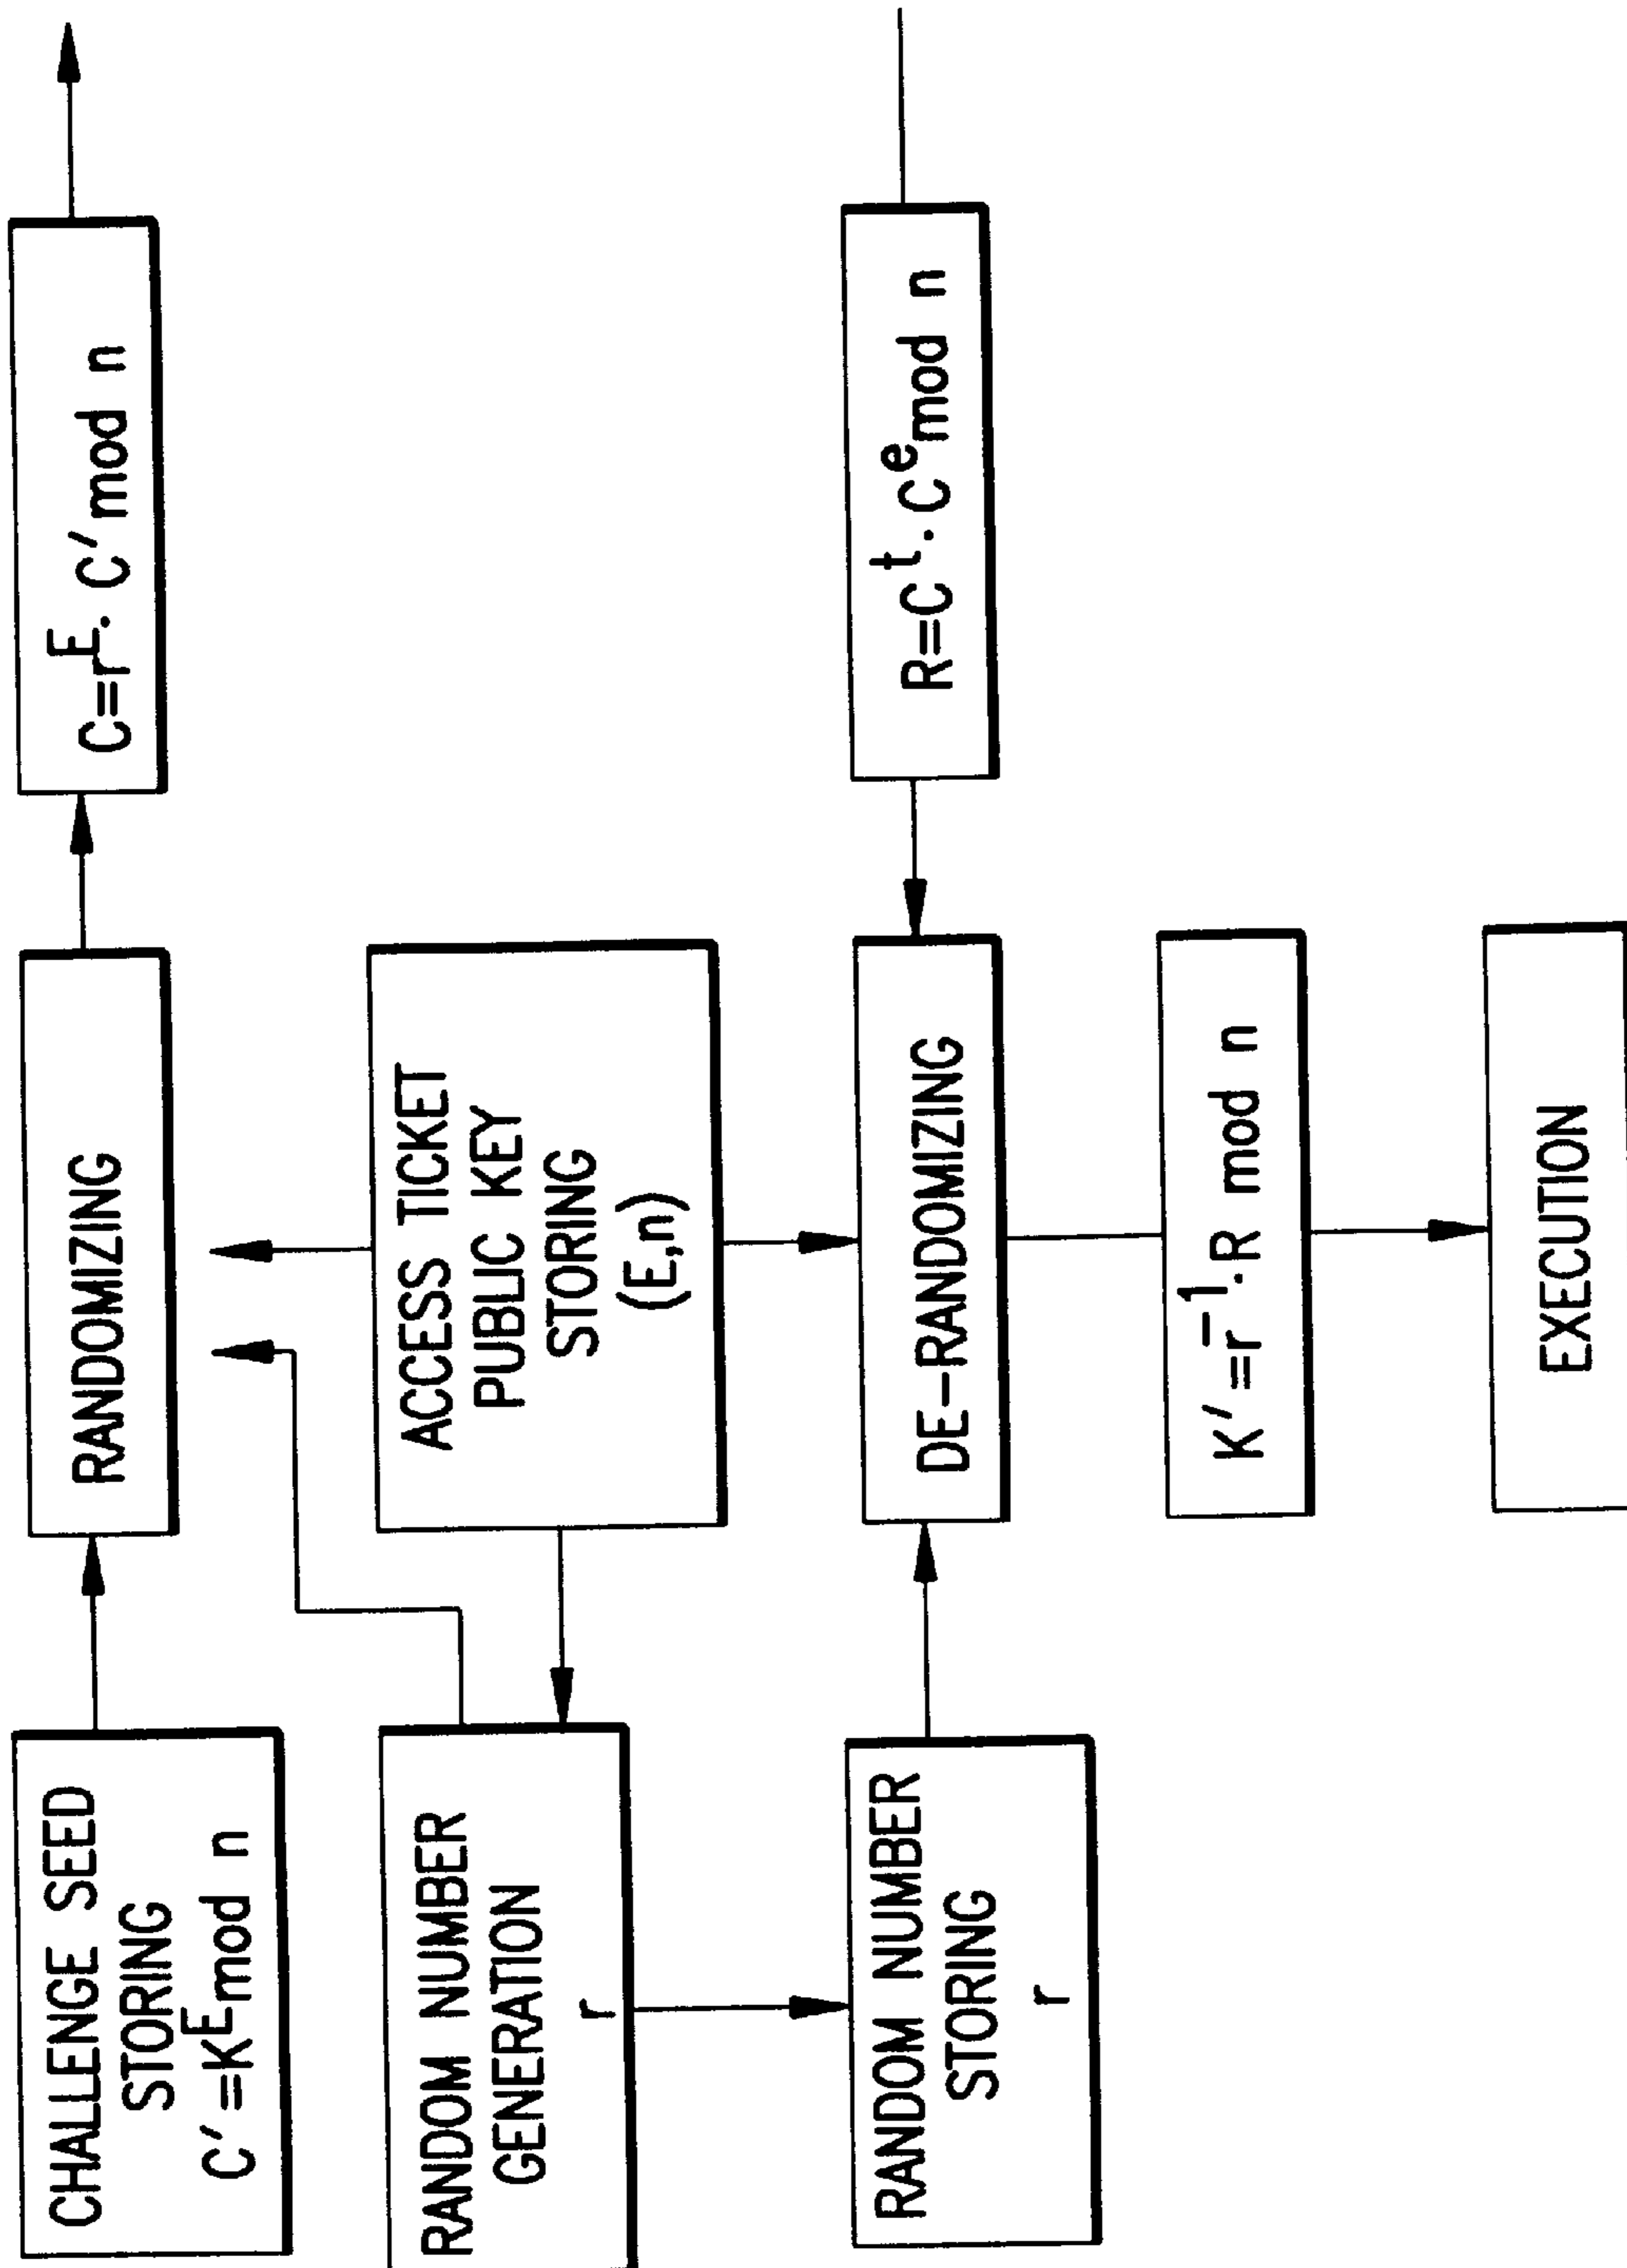 CHALLENGE SEED
STORING
C′=K^E mod n
RANDOMIZING
C=r^E·C′mod n
RANDOM NUMBER
GENERATION
r
ACCESS TICKET
PUBLIC KEY
STORING
(E,n)
RANDOM NUMBER
STORING
r
DE-RANDOMIZING
R=C^t·C^e mod n
K′=r^-1·R mod n
EXECUTION